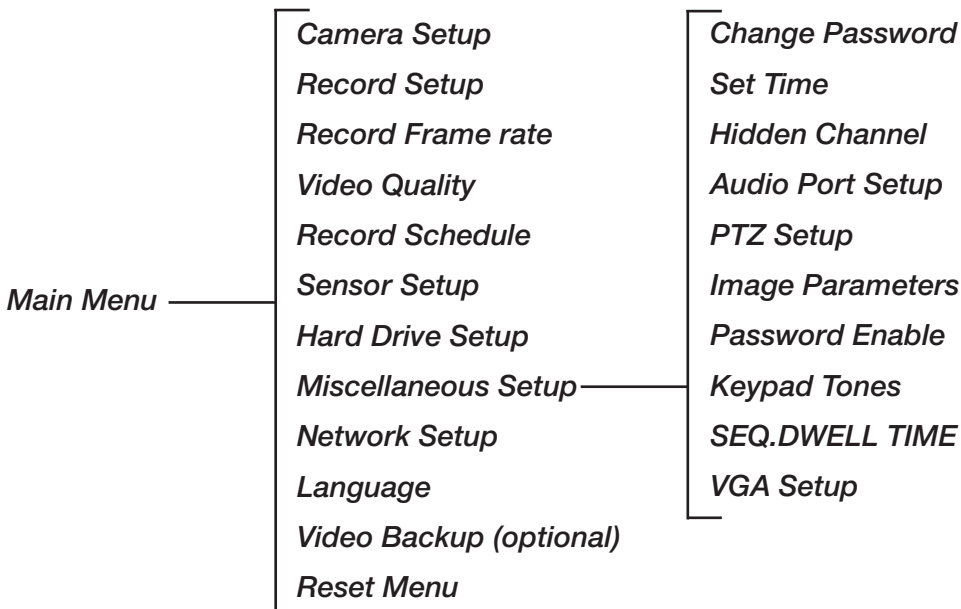 Main Menu
Camera Setup
Record Setup
Record Frame rate
Video Quality
Record Schedule
Sensor Setup
Hard Drive Setup
Miscellaneous Setup
Network Setup
Language
Video Backup (optional)
Reset Menu
Change Password
Set Time
Hidden Channel
Audio Port Setup
PTZ Setup
Image Parameters
Password Enable
Keypad Tones
SEQ.DWELL TIME
VGA Setup